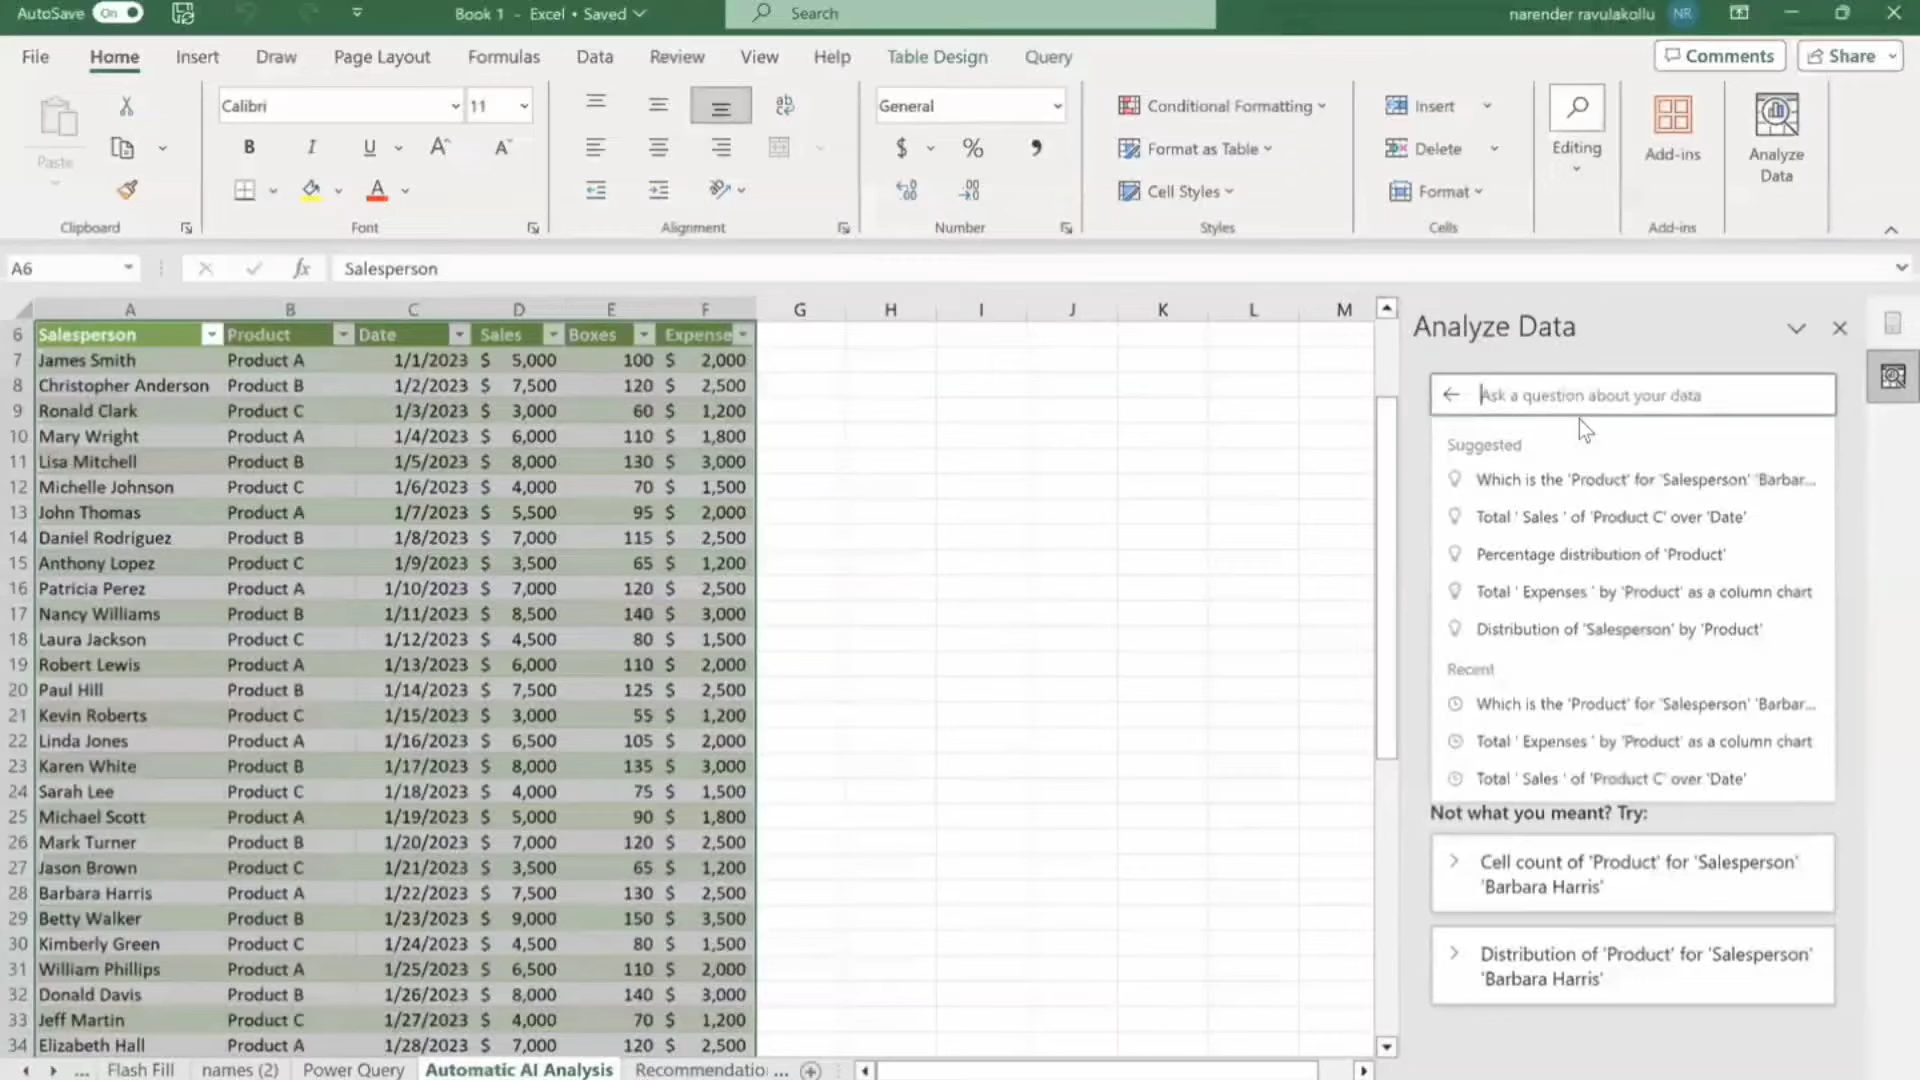 AutoSave On Book 1 - Excel • Saved Search narender ravulakollu NR
File Home Insert Draw Page Layout Formulas Data Review View Help Table Design Query Comments Share
Paste
Calibri 11
B I U A A
A
ab
General
$ % ,
Conditional Formatting
Format as Table
Cell Styles
Insert
Delete
Format
Editing
Add-ins
Analyze
Data
Clipboard Font Alignment Number Styles Cells Add-ins
A6 fx Salesperson
A B C D E F G H I J K L M
6 Salesperson Product Date Sales Boxes Expense
7 James Smith Product A 1/1/2023 $ 5,000 100 $ 2,000
8 Christopher Anderson Product B 1/2/2023 $ 7,500 120 $ 2,500
9 Ronald Clark Product C 1/3/2023 $ 3,000 60 $ 1,200
10 Mary Wright Product A 1/4/2023 $ 6,000 110 $ 1,800
11 Lisa Mitchell Product B 1/5/2023 $ 8,000 130 $ 3,000
12 Michelle Johnson Product C 1/6/2023 $ 4,000 70 $ 1,500
13 John Thomas Product A 1/7/2023 $ 5,500 95 $ 2,000
14 Daniel Rodriguez Product B 1/8/2023 $ 7,000 115 $ 2,500
15 Anthony Lopez Product C 1/9/2023 $ 3,500 65 $ 1,200
16 Patricia Perez Product A 1/10/2023 $ 7,000 120 $ 2,500
17 Nancy Williams Product B 1/11/2023 $ 8,500 140 $ 3,000
18 Laura Jackson Product C 1/12/2023 $ 4,500 80 $ 1,500
19 Robert Lewis Product A 1/13/2023 $ 6,000 110 $ 2,000
20 Paul Hill Product B 1/14/2023 $ 7,500 125 $ 2,500
21 Kevin Roberts Product C 1/15/2023 $ 3,000 55 $ 1,200
22 Linda Jones Product A 1/16/2023 $ 6,500 105 $ 2,000
23 Karen White Product B 1/17/2023 $ 8,000 135 $ 3,000
24 Sarah Lee Product C 1/18/2023 $ 4,000 75 $ 1,500
25 Michael Scott Product A 1/19/2023 $ 5,000 90 $ 1,800
26 Mark Turner Product B 1/20/2023 $ 7,000 120 $ 2,500
27 Jason Brown Product C 1/21/2023 $ 3,500 65 $ 1,200
28 Barbara Harris Product A 1/22/2023 $ 7,500 130 $ 2,500
29 Betty Walker Product B 1/23/2023 $ 9,000 150 $ 3,500
30 Kimberly Green Product C 1/24/2023 $ 4,500 80 $ 1,500
31 William Phillips Product A 1/25/2023 $ 6,500 110 $ 2,000
32 Donald Davis Product B 1/26/2023 $ 8,000 140 $ 3,000
33 Jeff Martin Product C 1/27/2023 $ 4,000 70 $ 1,200
34 Elizabeth Hall Product A 1/28/2023 $ 7,000 120 $ 2,500
... Flash Fill names (2) Power Query Automatic AI Analysis Recommendatio ...
Analyze Data
Ask a question about your data
Suggested
Which is the 'Product' for 'Salesperson' 'Barbar...
Total ' Sales ' of 'Product C' over 'Date'
Percentage distribution of 'Product'
Total ' Expenses ' by 'Product' as a column chart
Distribution of 'Salesperson' by 'Product'
Recent
Which is the 'Product' for 'Salesperson' 'Barbar...
Total ' Expenses ' by 'Product' as a column chart
Total ' Sales ' of 'Product C' over 'Date'
Not what you meant? Try:
Cell count of 'Product' for 'Salesperson'
'Barbara Harris'
Distribution of 'Product' for 'Salesperson'
'Barbara Harris'